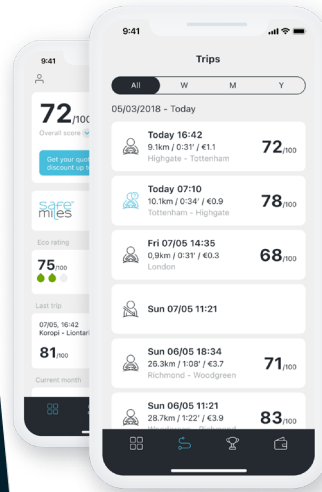 9:41
72/100
Overall score
Get your quo
discount up t
safe
miles
Eco rating
75/100
Last trip
07/05, 16:42
Koropi - Liontar
81/100
Current month
9:41
Trips
All W M Y
05/03/2018 - Today
Today 16:42
9.1km / 0:31' / €1.1
Highgate - Tottenham
72/100
Today 07:10
10.1km / 0:34' / €0.9
Tottenham - Highgate
78/100
Fri 07/05 14:35
0,9km / 0:31' / €0.3
London
68/100
Sun 07/05 11:21
Sun 06/05 18:34
26.3km / 1:08' / €3.7
Richmond - Woodgreen
71/100
Sun 06/05 11:21
28.7km / 1:22' / €3.9
Woodgreen - Richmond
83/100